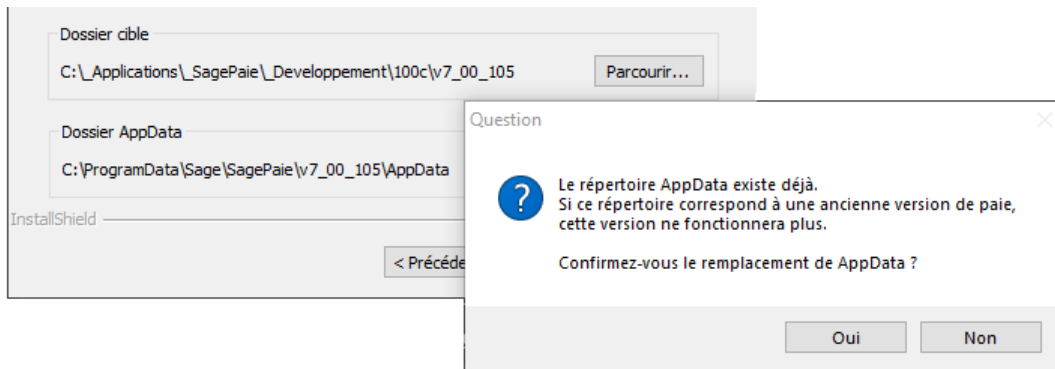 Dossier cible
C:\_Applications\_SagePaie\_Developpement\100c\v7_00_105
Parcourir...
Dossier AppData
C:\ProgramData\Sage\SagePaie\v7_00_105\AppData
InstallShield
< Précéde
Question
Le répertoire AppData existe déjà.
Si ce répertoire correspond à une ancienne version de paie,
cette version ne fonctionnera plus.
Confirmez-vous le remplacement de AppData ?
Oui
Non